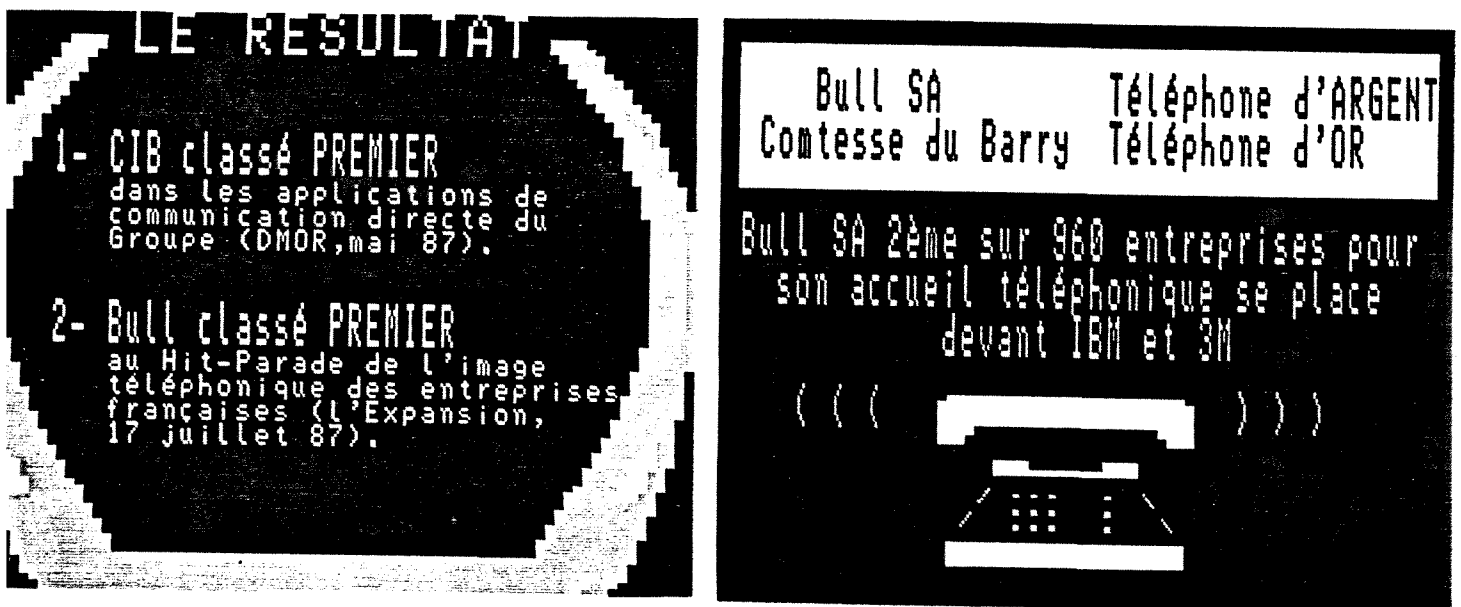 LE RESULTAT
1- CIB classé PREMIER
dans les applications de
communication directe du
Groupe (DMOR,mai 87).
2- Bull classé PREMIER
au Hit-Parade de l'image
téléphonique des entreprises
françaises (l'Expansion,
17 juillet 87).
Bull SA Téléphone d'ARGENT
Comtesse du Barry Téléphone d'OR
Bull SA 2ème sur 960 entreprises pour
son accueil téléphonique se place
devant IBM et 3M